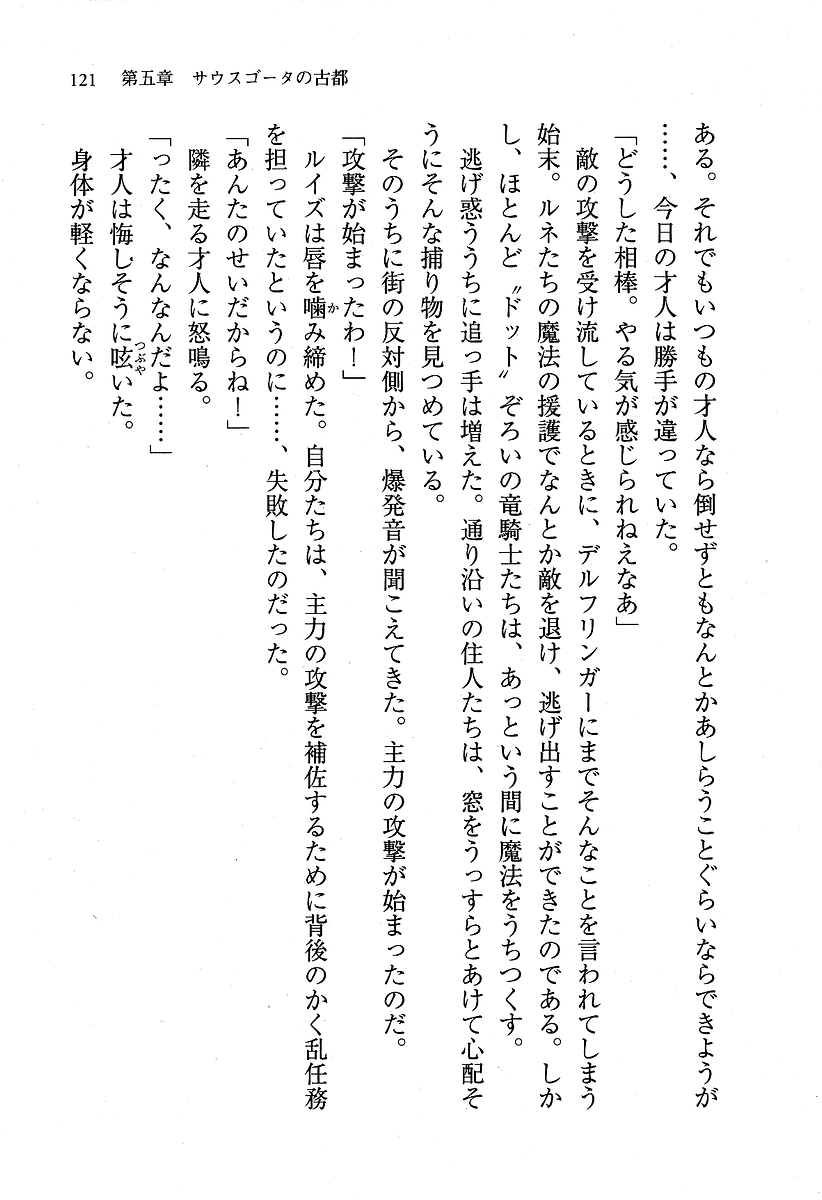 121　第五章　サウスゴータの古都
ある。それでもいつもの才人なら倒せずともなんとかあしらうことぐらいならできようが
……、今日の才人は勝手が違っていた。
「どうした相棒。やる気が感じられねえなあ」
敵の攻撃を受け流しているときに、デルフリンガーにまでそんなことを言われてしまう
始末。ルネたちの魔法の援護でなんとか敵を退け、逃げ出すことができたのである。しか
し、ほとんど〝ドット〟ぞろいの竜騎士たちは、あっという間に魔法をうちつくす。
逃げ惑ううちに追っ手は増えた。通り沿いの住人たちは、窓をうっすらとあけて心配そ
うにそんな捕り物を見つめている。
そのうちに街の反対側から、爆発音が聞こえてきた。主力の攻撃が始まったのだ。
「攻撃が始まったわ！」
ルイズは唇を噛み締めた。自分たちは、主力の攻撃を補佐するために背後のかく乱任務
を担っていたというのに……、失敗したのだった。
「あんたのせいだからね！」
隣を走る才人に怒鳴る。
「ったく、なんなんだよ……」
才人は悔しそうに呟いた。
身体が軽くならない。